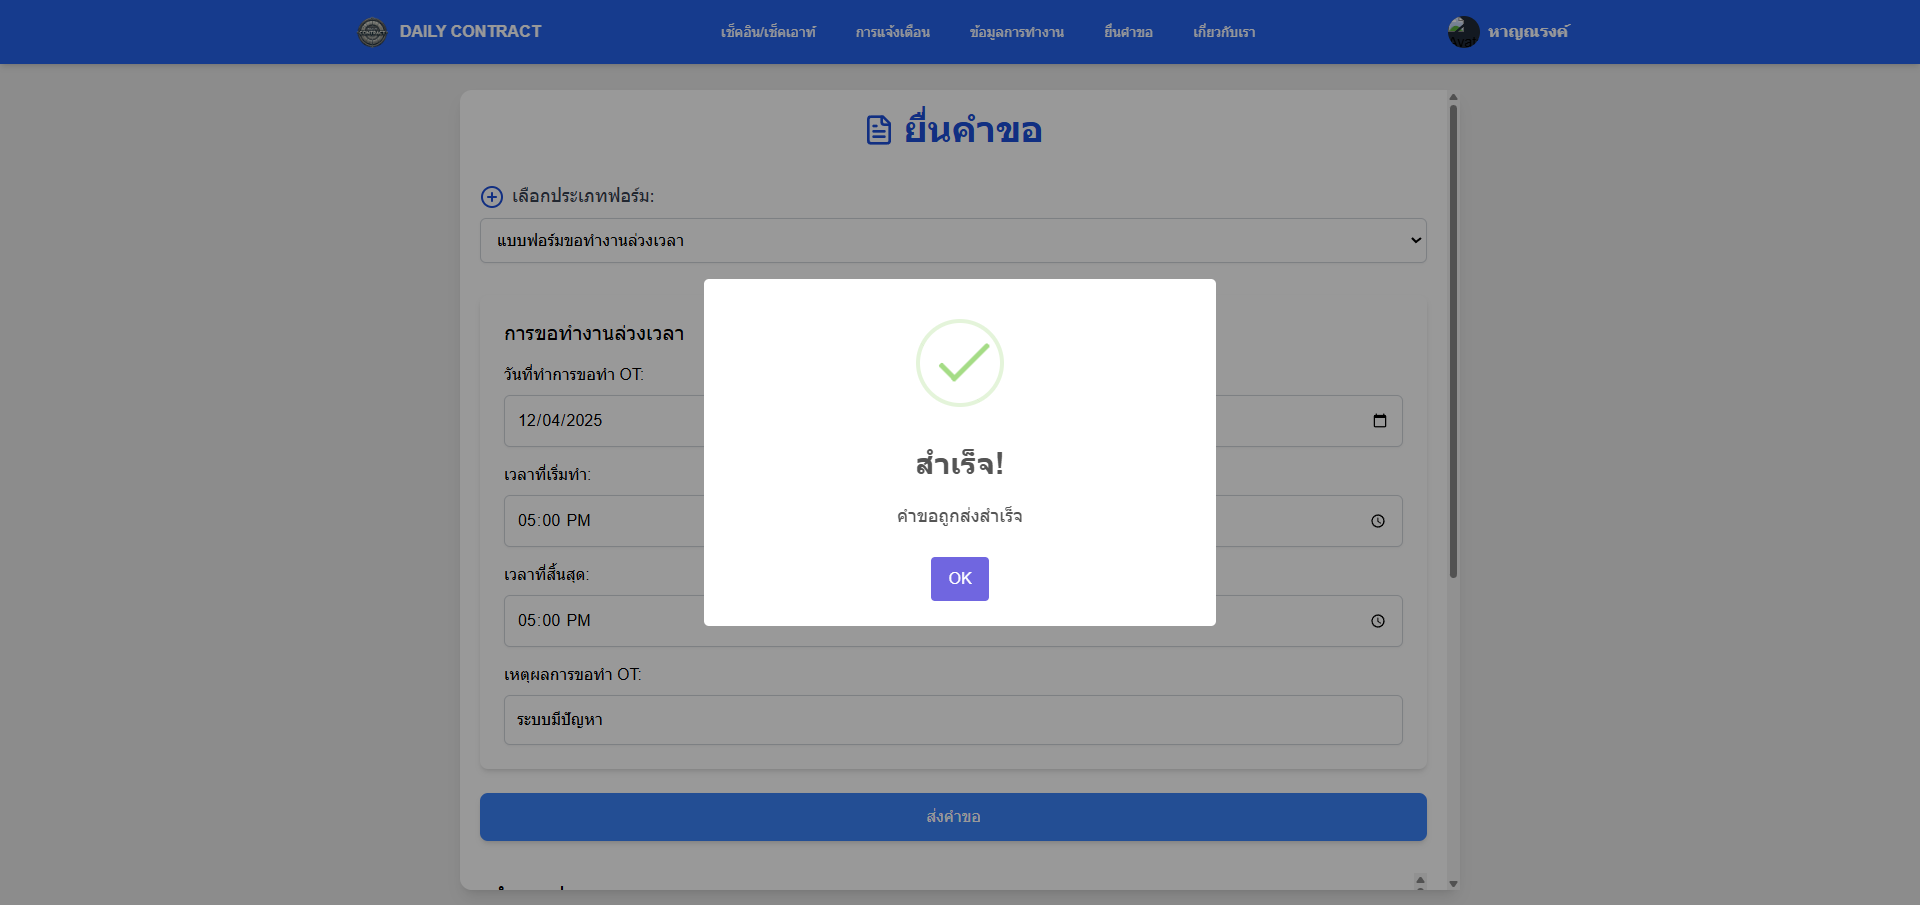 DAILY CONTRACT
เช็คอิน/เช็คเอาท์
การแจ้งเตือน
ข้อมูลการทำงาน
ยื่นคำขอ
เกี่ยวกับเรา
หาญณรงค์
ยื่นคำขอ
เลือกประเภทฟอร์ม:
แบบฟอร์มขอทำงานล่วงเวลา
การขอทำงานล่วงเวลา
วันที่ทำการขอทำ OT:
12/04/2025
เวลาที่เริ่มทำ:
05:00 PM
เวลาที่สิ้นสุด:
05:00 PM
เหตุผลการขอทำ OT:
ระบบมีปัญหา
ส่งคำขอ
สำเร็จ!
คำขอถูกส่งสำเร็จ
OK